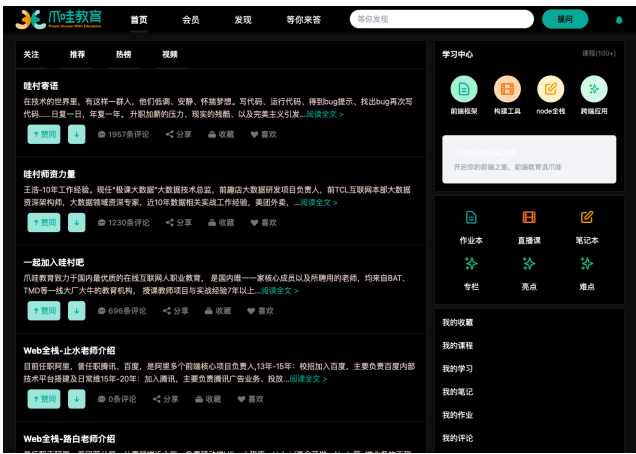 爪哇教育
首页
会员
发现
等你来答
等你发现
提问
关注
推荐
热榜
视频
哇村寄语
在技术的世界里，有这样一群人，他们低调、安静、怀揣梦想。写代码、运行代码、得到bug提示、找出bug再次写
代码......日复一日，年复一年。 升职加薪的压力、现实的残酷、以及完美主义引发...阅读全文 >
赞同
1957条评论
分享
收藏
喜欢
哇村师资力量
王浩-10年工作经验。现任“极课大数据”大数据技术总监，前趣店大数据研发项目负责人，前TCL互联网本部大数据
资深架构师，大数据领域资深专家，近10年数据相关实战工作经验，美团外卖，...阅读全文 >
赞同
1230条评论
分享
收藏
喜欢
一起加入哇村吧
爪哇教育致力于国内最优质的在线互联网人职业教育， 是国内唯一一家核心成员以及所聘用的老师，均来自BAT、
TMD等一线大厂大牛的教育机构， 授课教师项目与实战经验7年以上...阅读全文 >
赞同
696条评论
分享
收藏
喜欢
Web全栈-止水老师介绍
目前任职阿里，曾任职腾讯、百度，是阿里多个前端核心项目负责人,13年-15年：校招加入百度，主要负责百度内部
技术平台搭建及日常维15年-20年：加入腾讯，主要负责腾讯广告业务、投放...阅读全文 >
赞同
0条评论
分享
收藏
喜欢
Web全栈-路白老师介绍
学习中心
课程(100+)
前端框架
构建工具
node全栈
跨端应用
开启你的前端之旅，前端教育选爪哇
作业本
直播课
笔记本
专栏
亮点
难点
我的收藏
我的课程
我的学习
我的笔记
我的作业
我的评论